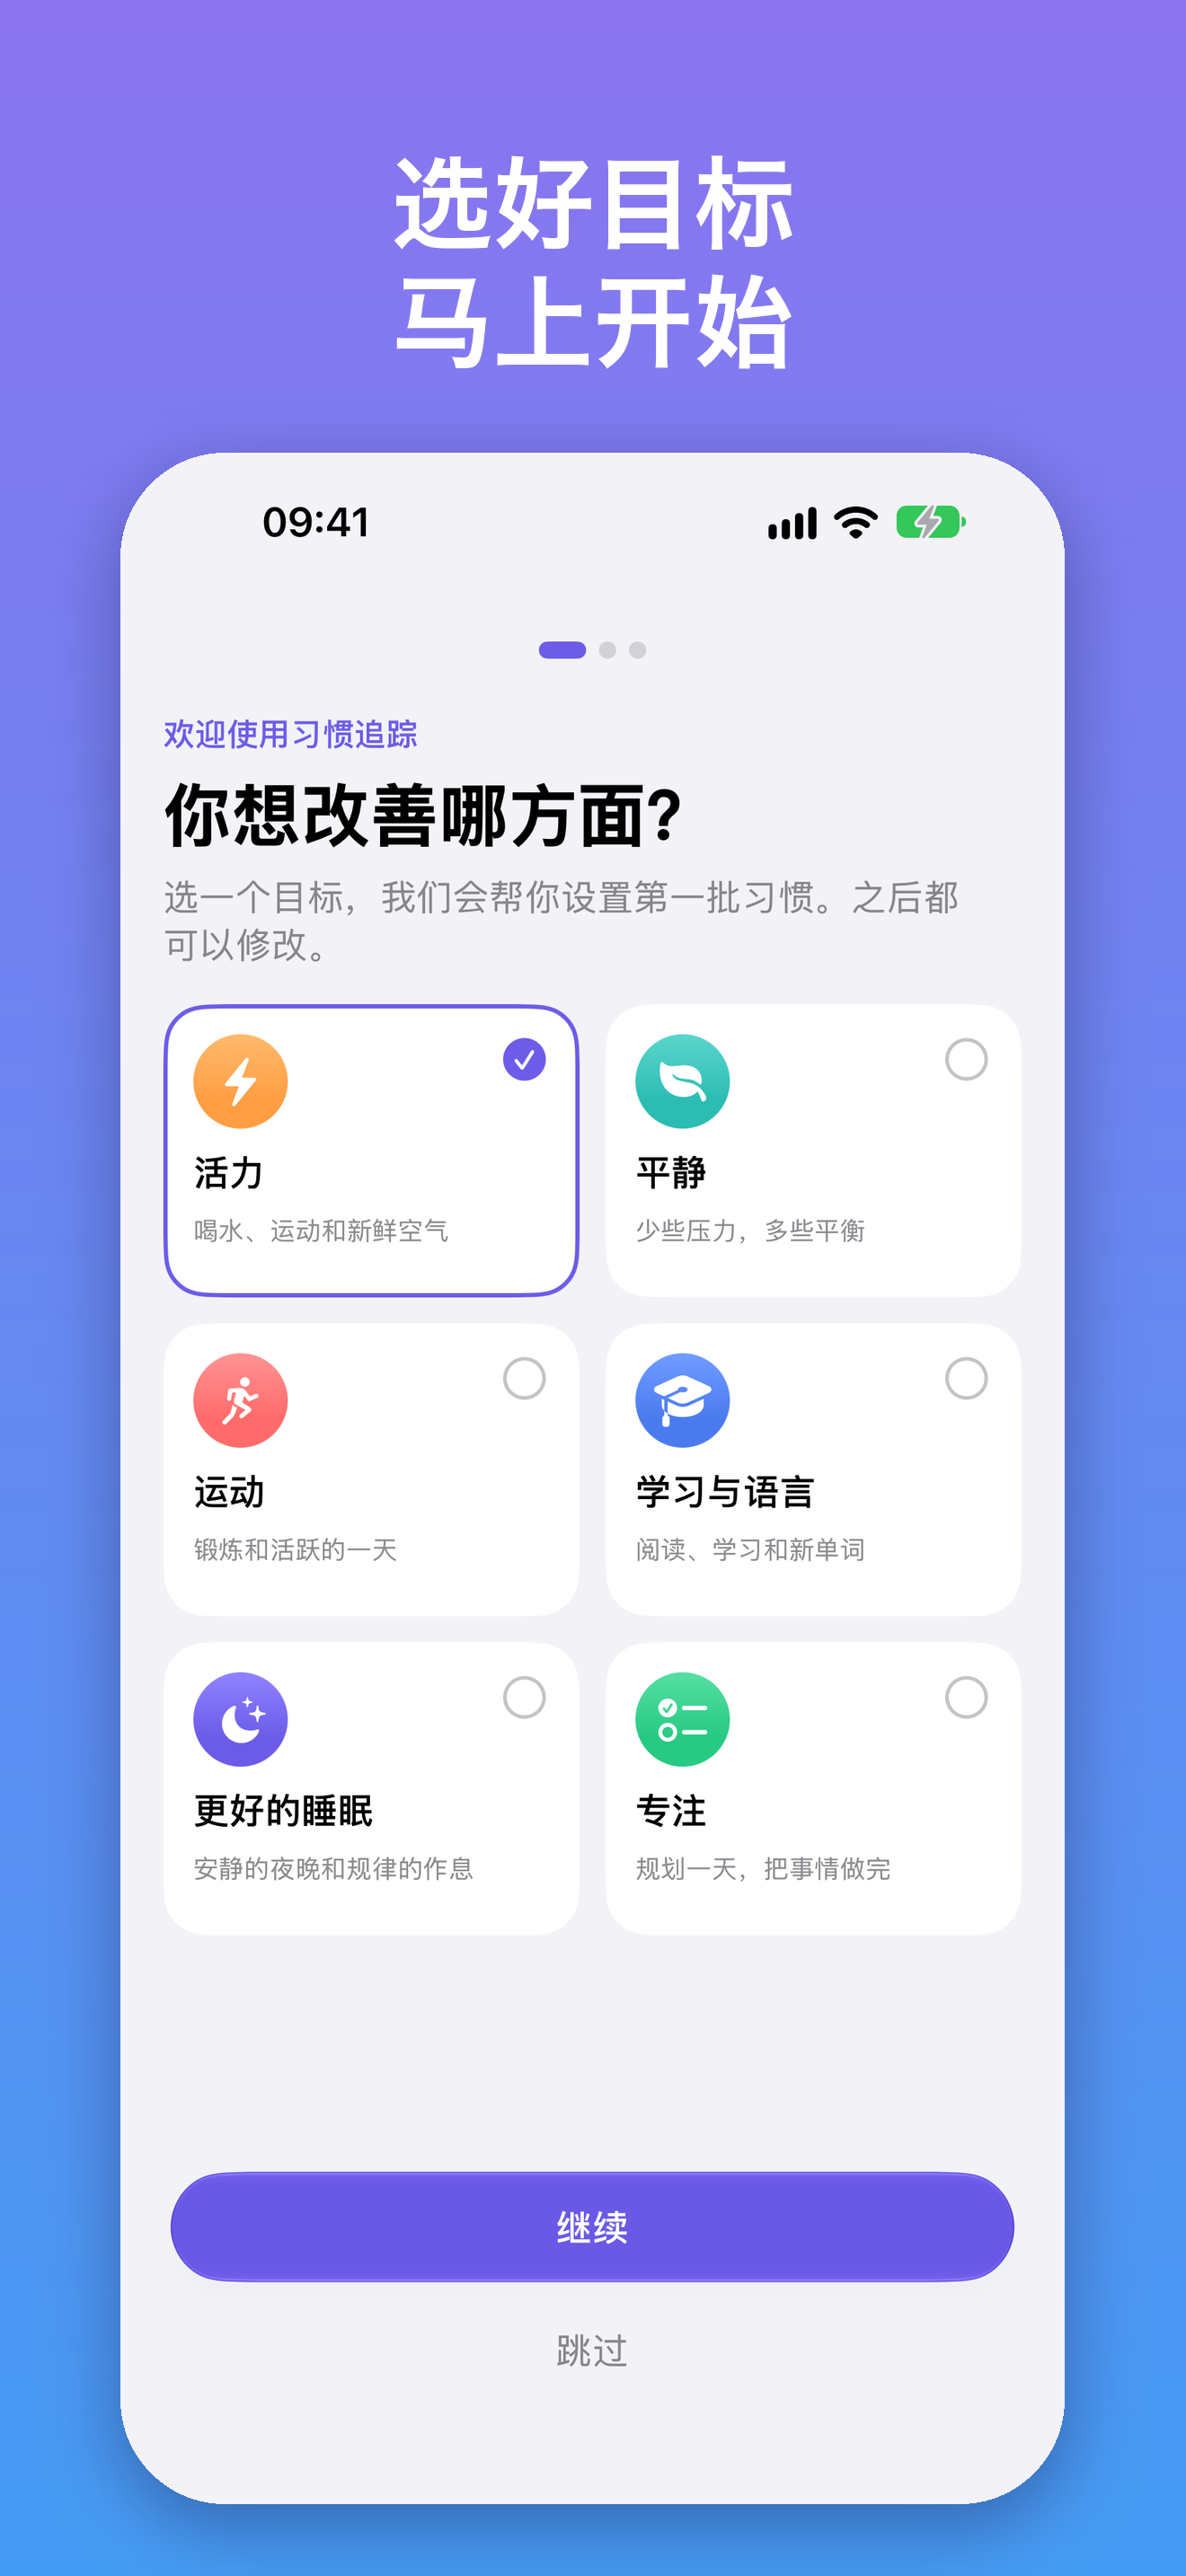 选好目标
马上开始
09:41
欢迎使用习惯追踪
你想改善哪方面?
选一个目标，我们会帮你设置第一批习惯。之后都
可以修改。
活力
喝水、运动和新鲜空气
平静
少些压力，多些平衡
运动
锻炼和活跃的一天
学习与语言
阅读、学习和新单词
更好的睡眠
安静的夜晚和规律的作息
专注
规划一天，把事情做完
继续
跳过